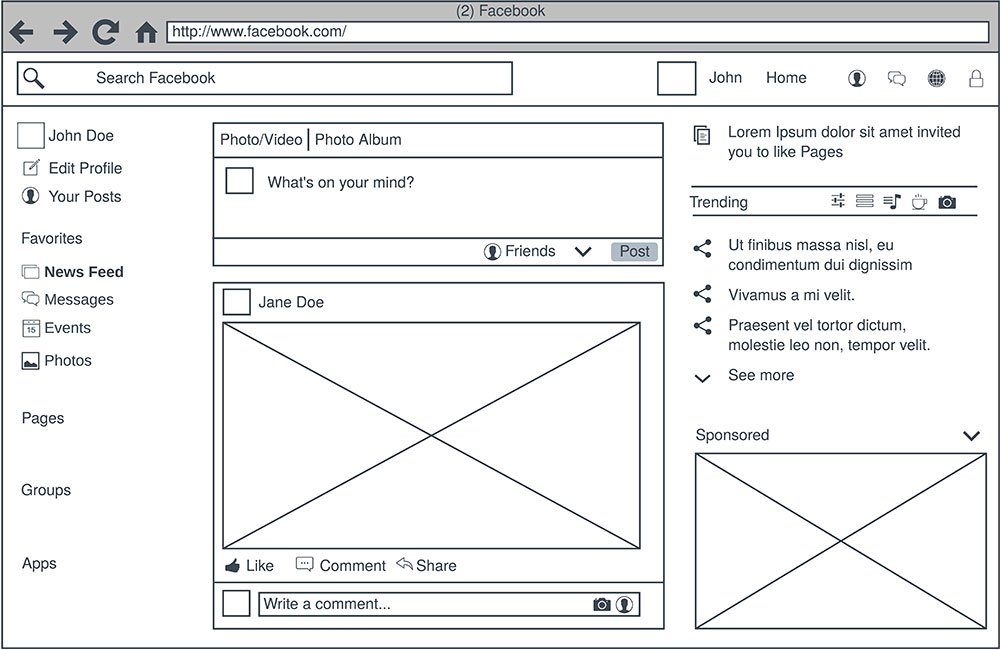 (2) Facebook
http://www.facebook.com/
Search Facebook
John
Home
John Doe
Edit Profile
Your Posts
Favorites
News Feed
Messages
15
Events
Photos
Pages
Groups
Apps
Photo/Video | Photo Album
What's on your mind?
Friends
Post
Jane Doe
Like
Comment
Share
Write a comment...
Lorem Ipsum dolor sit amet invited
you to like Pages
Trending
Ut finibus massa nisl, eu
condimentum dui dignissim
Vivamus a mi velit.
Praesent vel tortor dictum,
molestie leo non, tempor velit.
See more
Sponsored